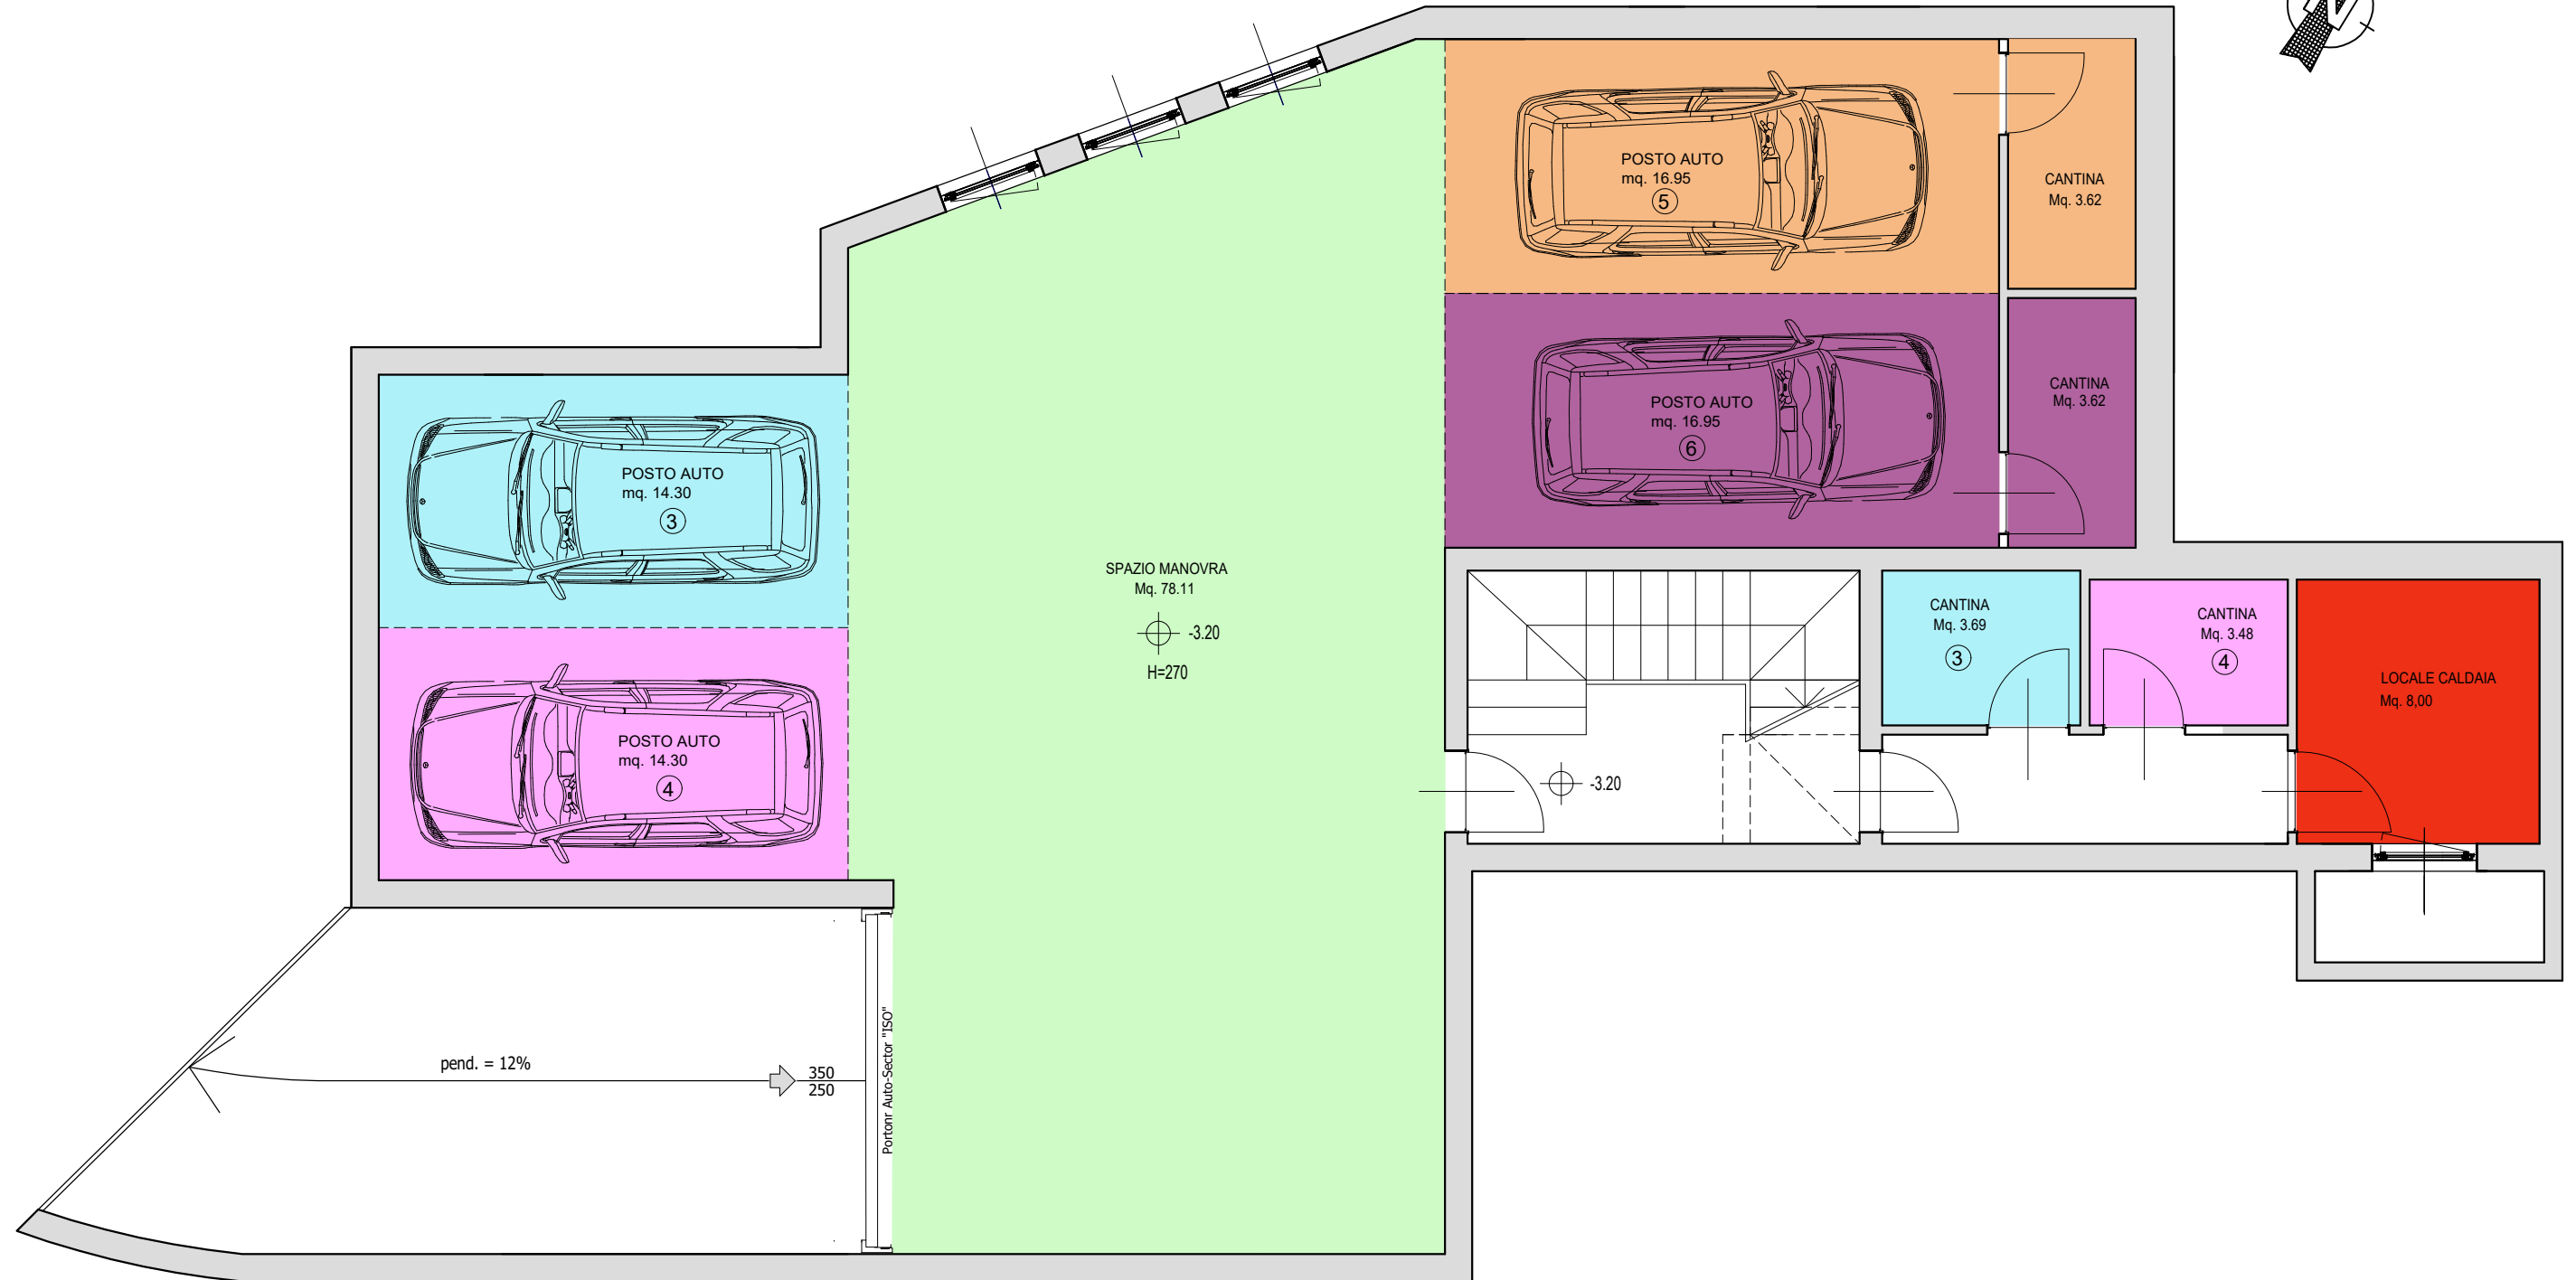 POSTO AUTO
mq. 16.95
5
CANTINA
Mq. 3.62
POSTO AUTO
mq. 16.95
6
CANTINA
Mq. 3.62
POSTO AUTO
mq. 14.30
3
SPAZIO MANOVRA
Mq. 78.11
-3.20
H=270
CANTINA
Mq. 3.69
3
CANTINA
Mq. 3.48
4
LOCALE CALDAIA
Mq. 8,00
POSTO AUTO
mq. 14.30
4
-3.20
pend. = 12%
350
250
Portonr Auto-Sector "ISO"